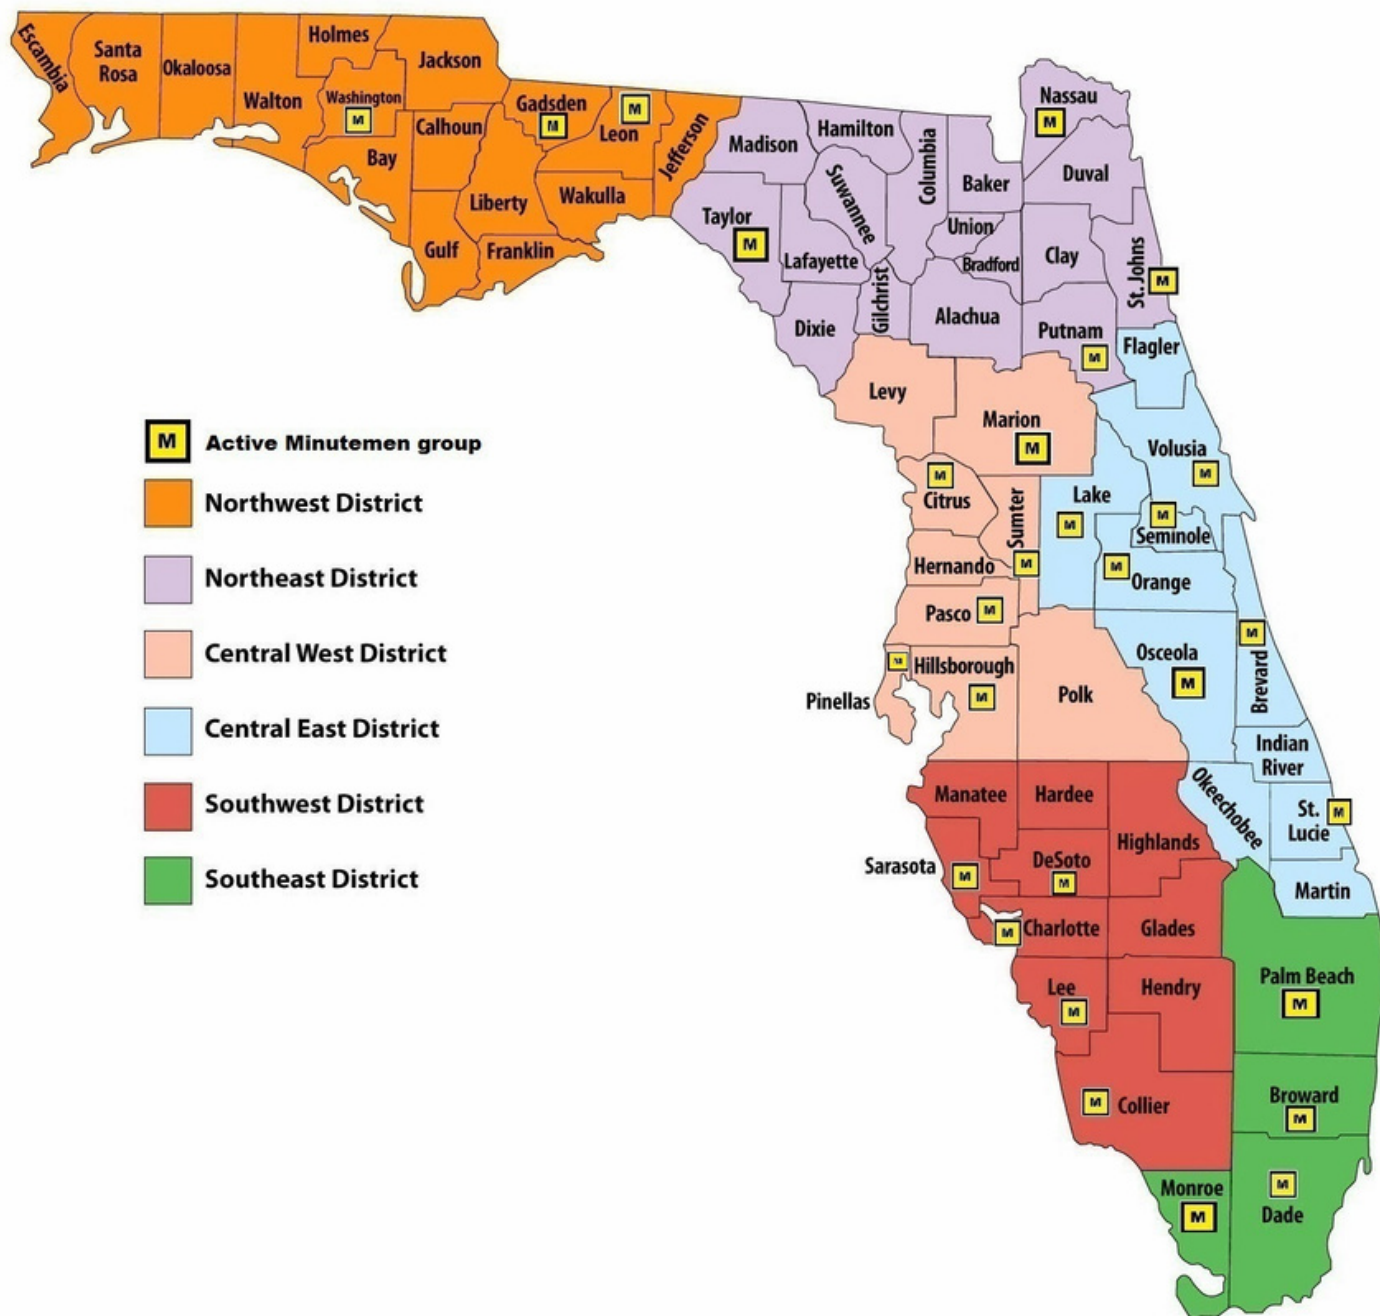 Escambia
Santa
Rosa
Okaloosa
Walton
Holmes
Washington
M
Jackson
Bay
Calhoun
Gulf
Liberty
Franklin
Gadsden
M
M
Leon
Wakulla
Jefferson
Madison
Taylor
M
Hamilton
Suwannee
Lafayette
Dixie
Columbia
Gilchrist
Baker
Union
Bradford
Alachua
Nassau
M
Duval
Clay
St. Johns
M
Putnam
M
Flagler
Levy
Marion
M
M
Citrus
Sumter
M
Hernando
Pasco
M
M
Pinellas
Hillsborough
M
Polk
Lake
M
Volusia
M
M
Seminole
M
Orange
Osceola
M
M
Brevard
Indian
River
Okeechobee
St.
Lucie
M
Martin
Manatee
Hardee
Highlands
Sarasota
M
DeSoto
M
M
Charlotte
Glades
Lee
M
Hendry
M
Collier
Palm Beach
M
Broward
M
Monroe
M
M
Dade
M Active Minutemen group
Northwest District
Northeast District
Central West District
Central East District
Southwest District
Southeast District